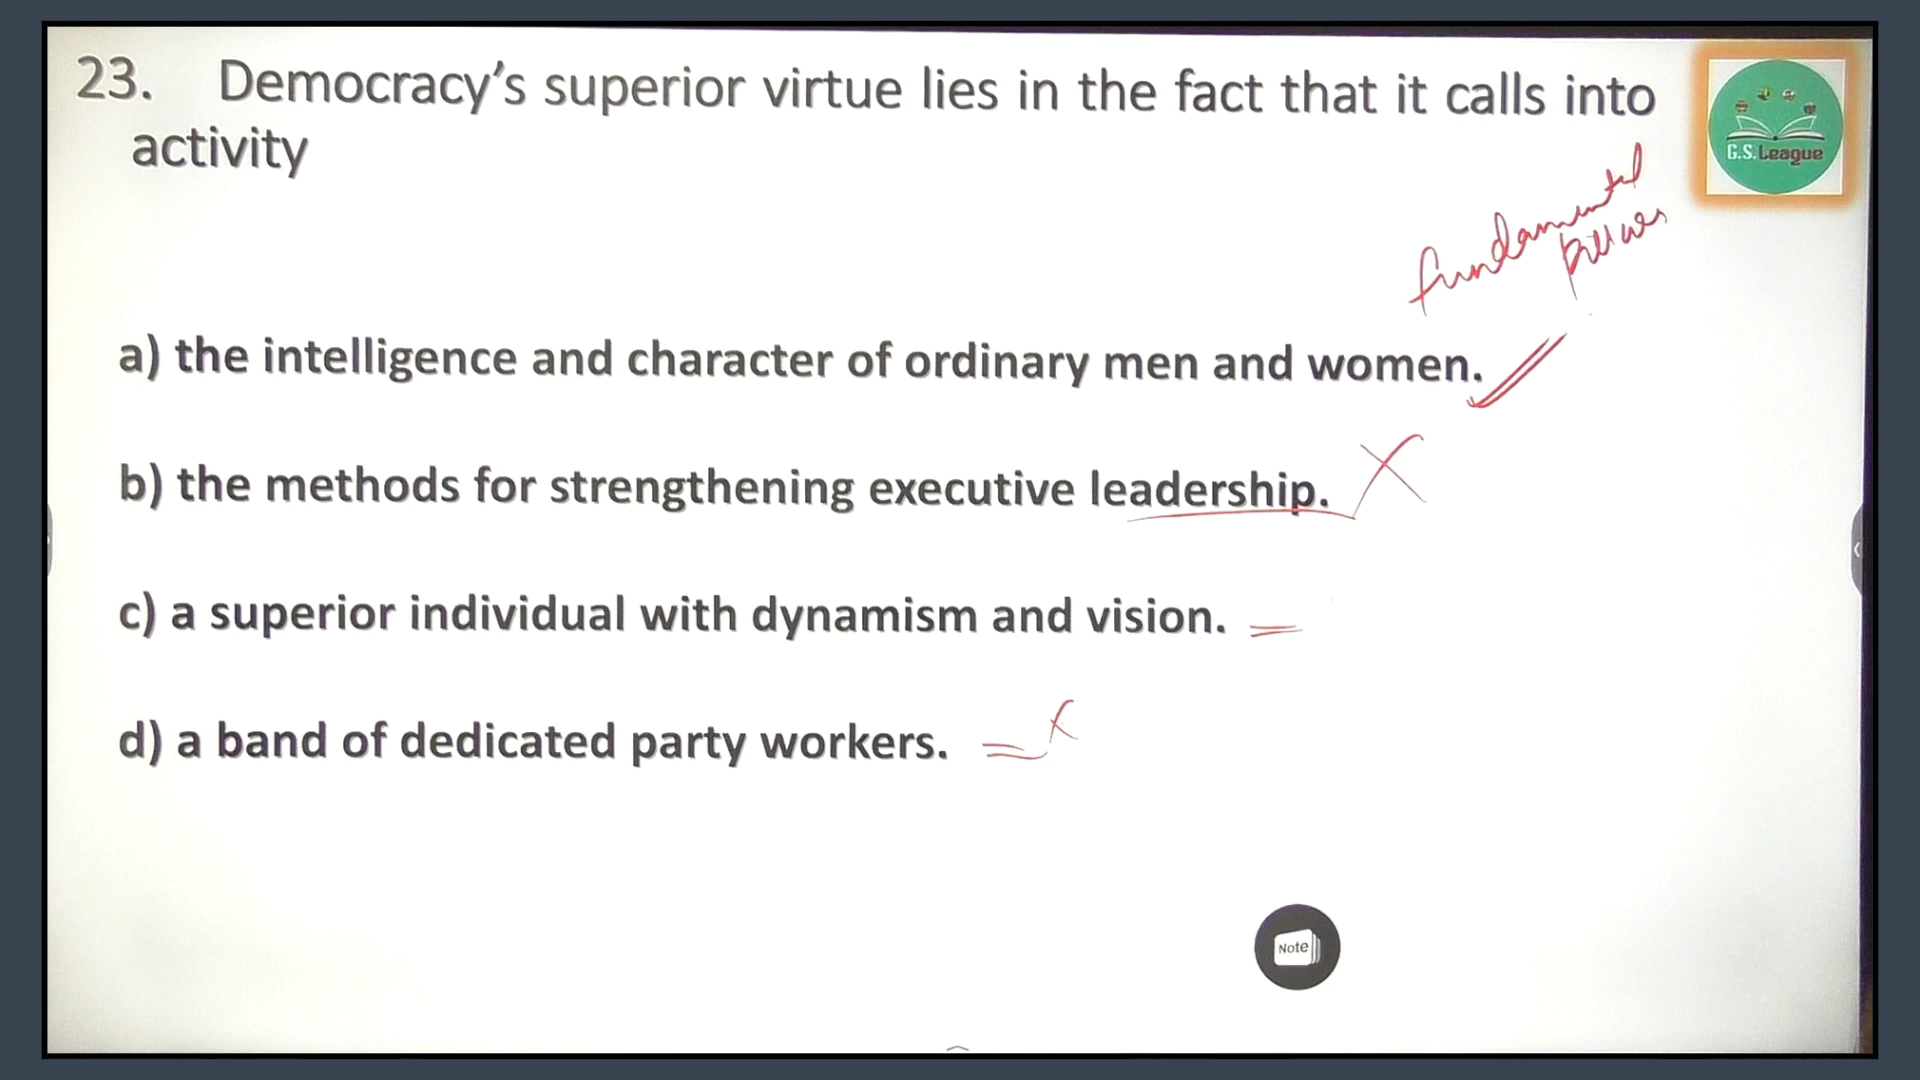 23. Democracy's superior virtue lies in the fact that it calls into
activity
G.S.League
fundamental
a) the intelligence and character of ordinary men and women.
b) the methods for strengthening executive leadership.
c) a superior individual with dynamism and vision.
d) a band of dedicated party workers.
Note